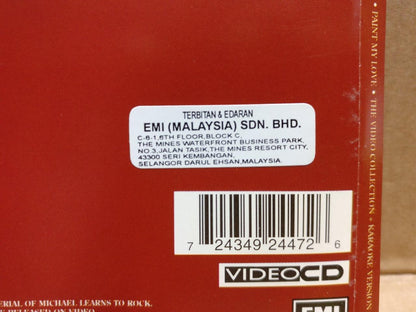 TERBITAN & EDARAN
EMI (MALAYSIA) SDN. BHD.
C-6-1,6TH FLOOR,BLOCK C,
THE MINES WATERFRONT BUSINESS PARK,
NO 3,JALAN TASIK,THE MINES RESORT CITY,
43300 SERI KEMBANGAN,
SELANGOR DARUL EHSAN,MALAYSIA
7 24349 24472 6
VIDEO CD
ERIAL OF MICHAEL LEARNS TO ROCK.
RELEASED ON VIDEO
EMI
• PAINT MY LOVE • THE VIDEO COLLECTION • KARAOKE VERSION